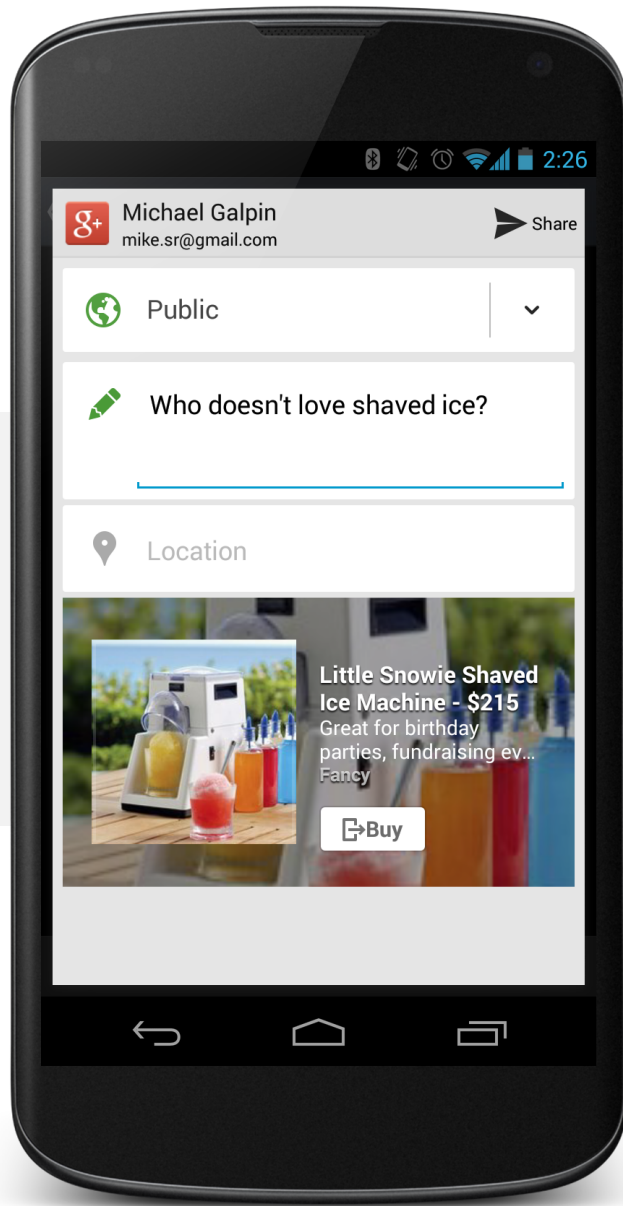 2:26
g+
Michael Galpin
mike.sr@gmail.com
Share
Public
Who doesn't love shaved ice?
Location
Little Snowie Shaved
Ice Machine - $215
Great for birthday
parties, fundraising ev...
Fancy
Buy